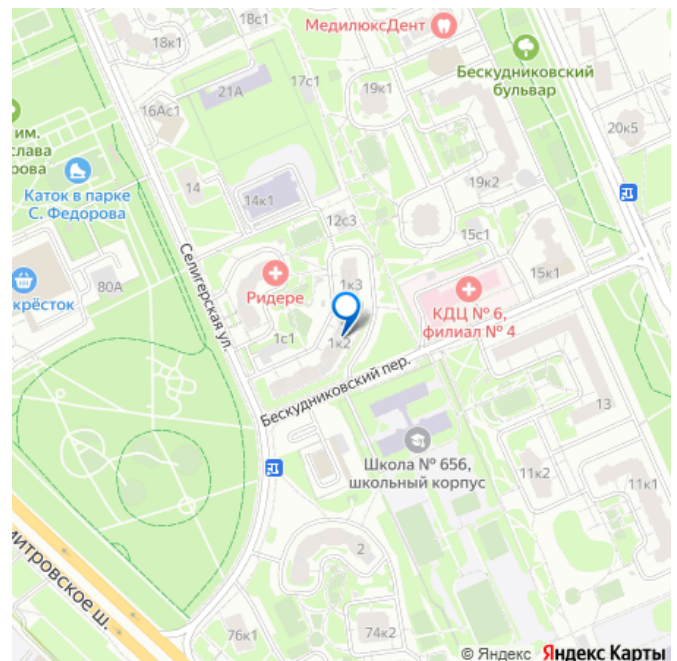 МедилюксДент
18к1
17с1
21А
19к1
Бескудниковский
бульвар
16Ас1
20к5
им.
слава
рова
Каток в парке
С. Федорова
14
14к1
19к2
12с3
15с1
Селигерская ул.
80А
крёсток
Ридере
1к3
15к1
КДЦ № 6,
филиал № 4
1с1
1к2
Бескудниковский пер.
13
Школа № 656,
школьный корпус
11к2
11к1
митровское ш.
2
76к1
74к2
© Яндекс Яндекс Карты